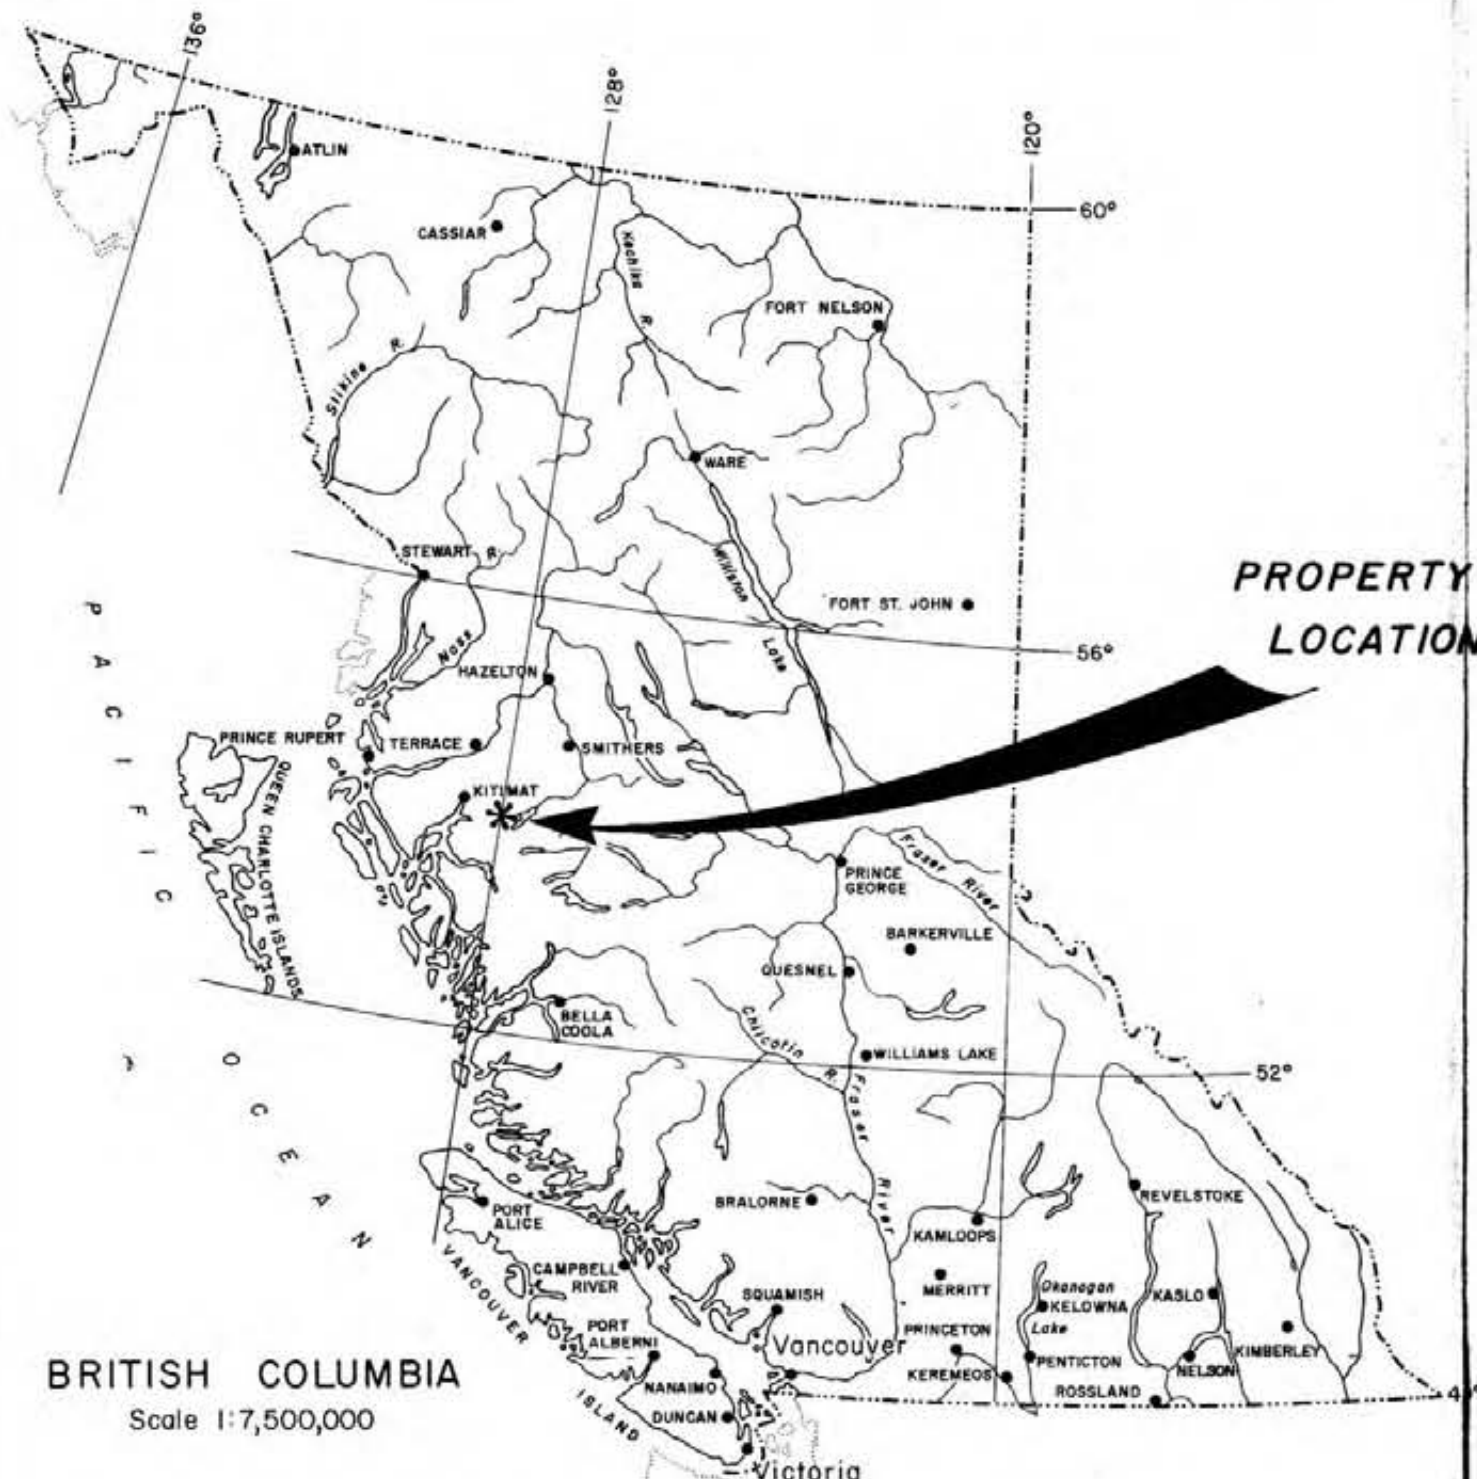 136°
128°
120°
ATLIN
60°
CASSIAR
Kechika R.
FORT NELSON
Stikine R.
WARE
STEWART
R.
Williston
Lake
FORT ST. JOHN
PROPERTY
LOCATION
56°
Nass
HAZELTON
PRINCE RUPERT
TERRACE
SMITHERS
KITIMAT
QUEEN CHARLOTTE ISLANDS
PACIFIC
OCEAN
PRINCE
GEORGE
Fraser River
BARKERVILLE
QUESNEL
BELLA
COOLA
Chilcotin R.
WILLIAMS LAKE
52°
Fraser
River
PORT
ALICE
BRALORNE
REVELSTOKE
KAMLOOPS
VANCOUVER
ISLAND
CAMPBELL
RIVER
MERRITT
Okanagan
Lake
KELOWNA
KASLO
SQUAMISH
PORT
ALBERNI
Vancouver
PRINCETON
KIMBERLEY
PENTICTON
NELSON
KEREMEOS
ROSSLAND
NANAIMO
DUNCAN
Victoria
BRITISH COLUMBIA
Scale 1:7,500,000